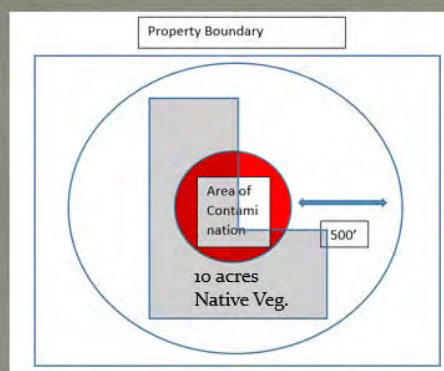 Property Boundary
Area of
Contami
nation
500'
10 acres
Native Veg.